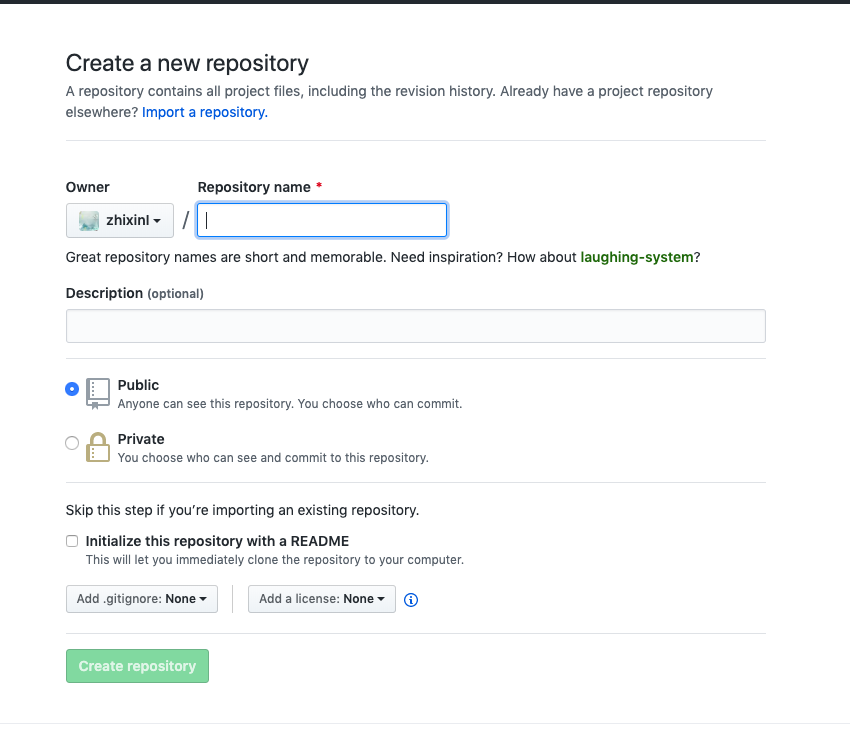 Create a new repository
A repository contains all project files, including the revision history. Already have a project repository
elsewhere? Import a repository.
Owner
Repository name *
zhixinl
/
Great repository names are short and memorable. Need inspiration? How about laughing-system?
Description (optional)
Public
Anyone can see this repository. You choose who can commit.
Private
You choose who can see and commit to this repository.
Skip this step if you’re importing an existing repository.
Initialize this repository with a README
This will let you immediately clone the repository to your computer.
Add .gitignore: None
Add a license: None
Create repository